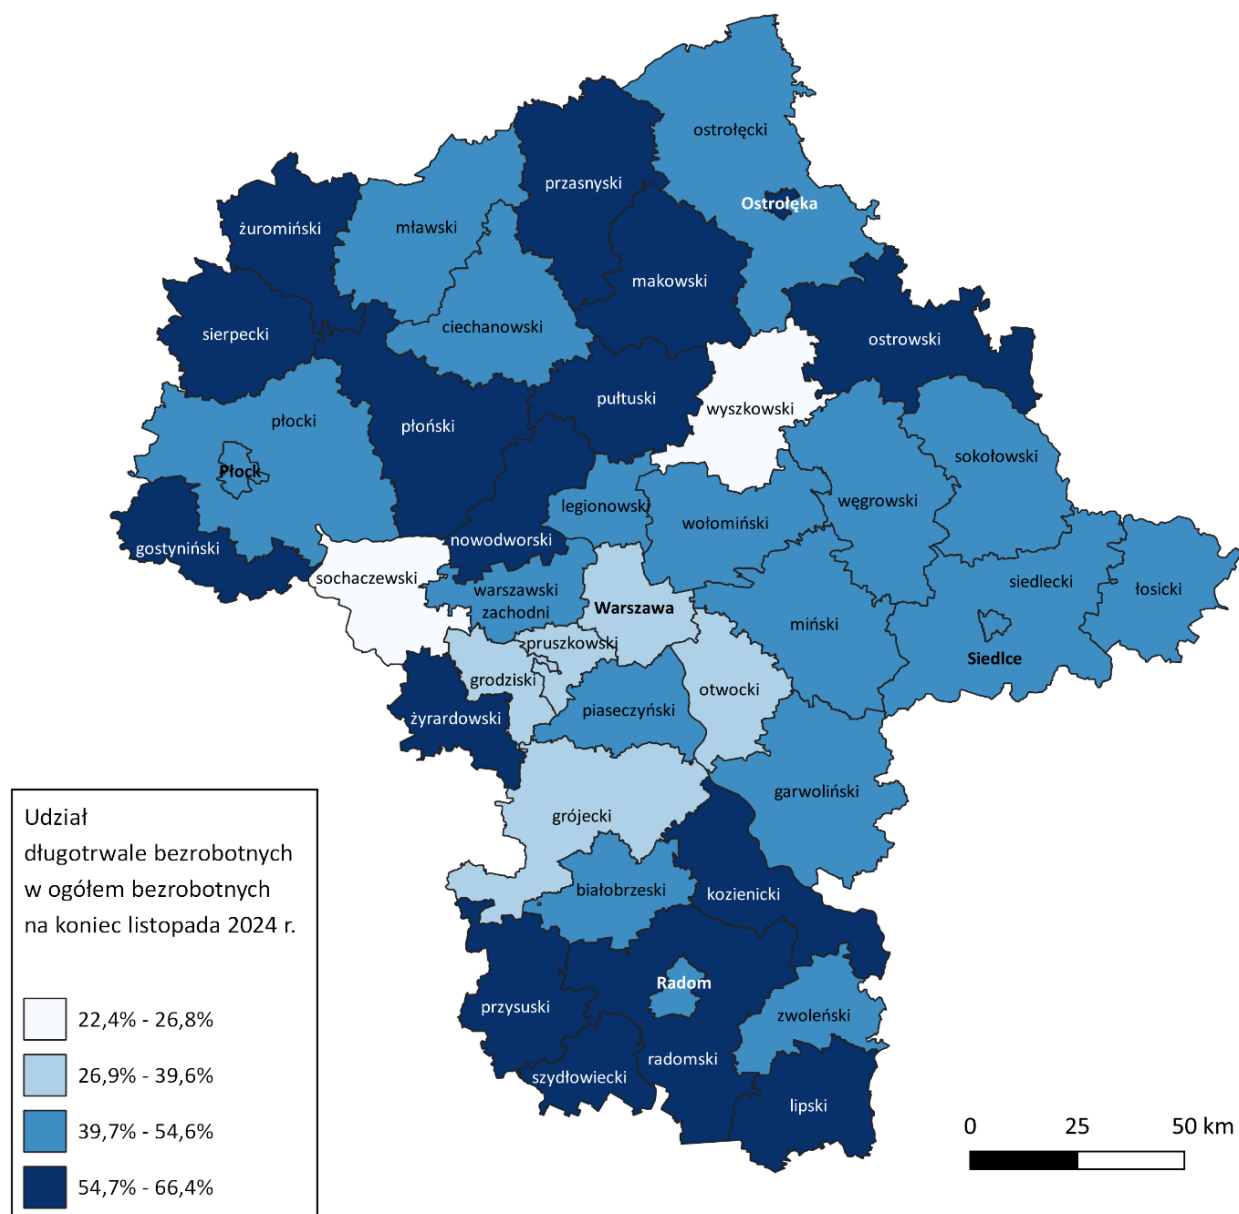 ostrołęcki
przasnyski
Ostrołęka
żuromiński
mławski
makowski
sierpecki
ciechanowski
ostrowski
pułtuski
wyszkowski
płocki
płoński
sokołowski
Płock
węgrowski
legionowski
wołomiński
nowodworski
gostyniński
sochaczewski
siedlecki
łosicki
warszawski
zachodni
Warszawa
miński
pruszkowski
Siedlce
grodziski
otwocki
piaseczyński
żyrardowski
garwoliński
grójecki
białobrzeski
kozienicki
Radom
przysuski
zwoleński
radomski
szydłowiecki
lipski
Udział
długotrwale bezrobotnych
w ogółem bezrobotnych
na koniec listopada 2024 r.
22,4% - 26,8%
26,9% - 39,6%
39,7% - 54,6%
54,7% - 66,4%
0 25 50 km